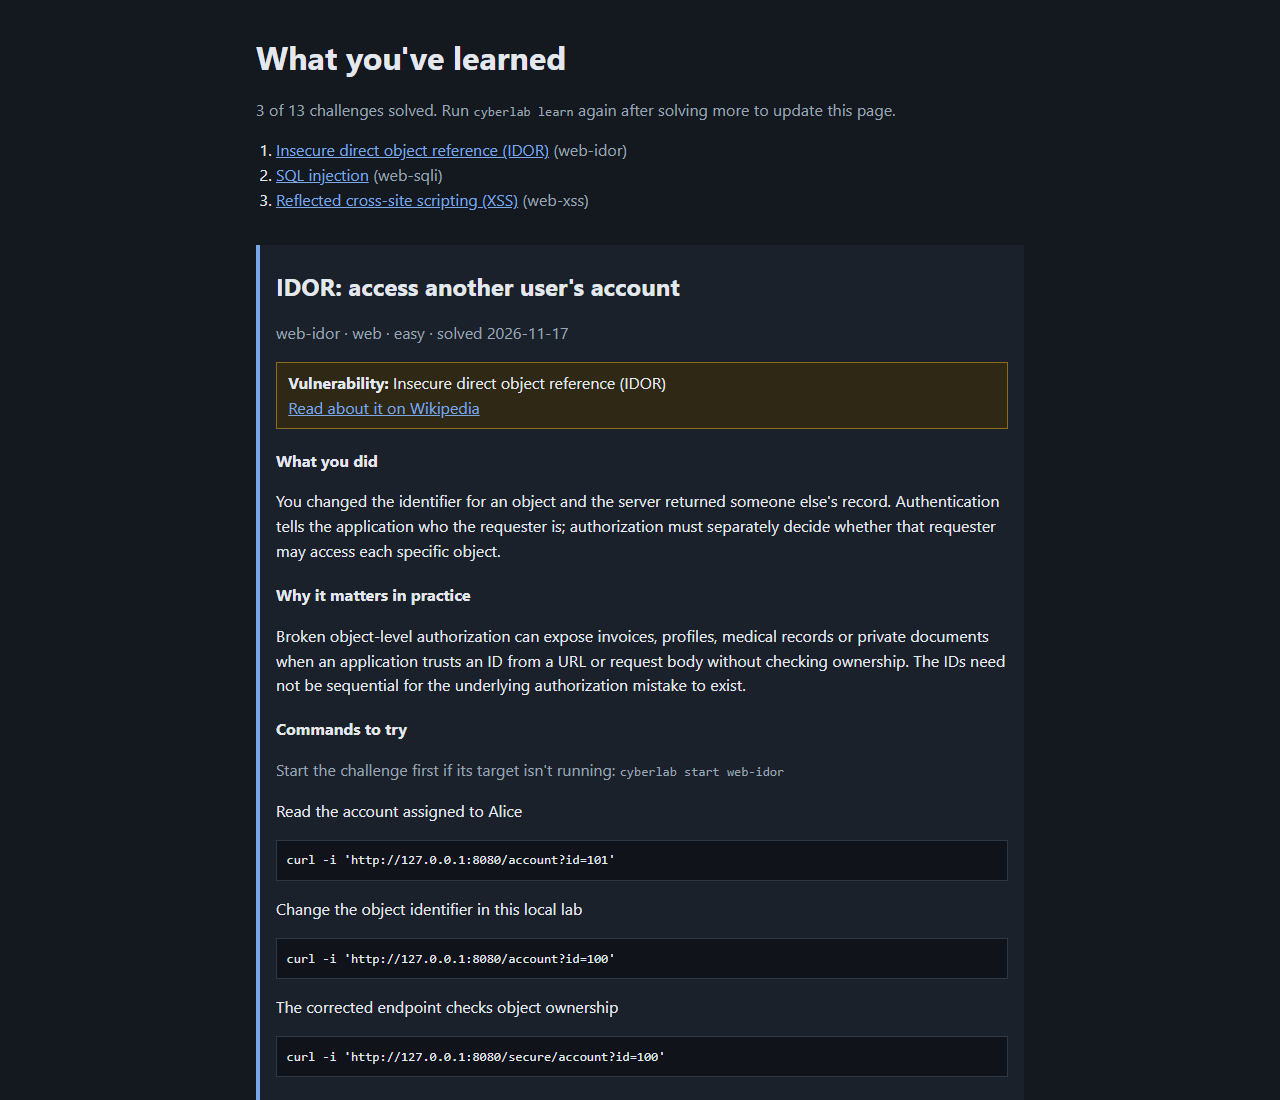 What you've learned
3 of 13 challenges solved. Run cyberlab learn again after solving more to update this page.
1. Insecure direct object reference (IDOR) (web-idor)
2. SQL injection (web-sqli)
3. Reflected cross-site scripting (XSS) (web-xss)
IDOR: access another user's account
web-idor · web · easy · solved 2026-11-17
Vulnerability: Insecure direct object reference (IDOR)
Read about it on Wikipedia
What you did
You changed the identifier for an object and the server returned someone else's record. Authentication
tells the application who the requester is; authorization must separately decide whether that requester
may access each specific object.
Why it matters in practice
Broken object-level authorization can expose invoices, profiles, medical records or private documents
when an application trusts an ID from a URL or request body without checking ownership. The IDs need
not be sequential for the underlying authorization mistake to exist.
Commands to try
Start the challenge first if its target isn't running: cyberlab start web-idor
Read the account assigned to Alice
curl -i 'http://127.0.0.1:8080/account?id=101'
Change the object identifier in this local lab
curl -i 'http://127.0.0.1:8080/account?id=100'
The corrected endpoint checks object ownership
curl -i 'http://127.0.0.1:8080/secure/account?id=100'